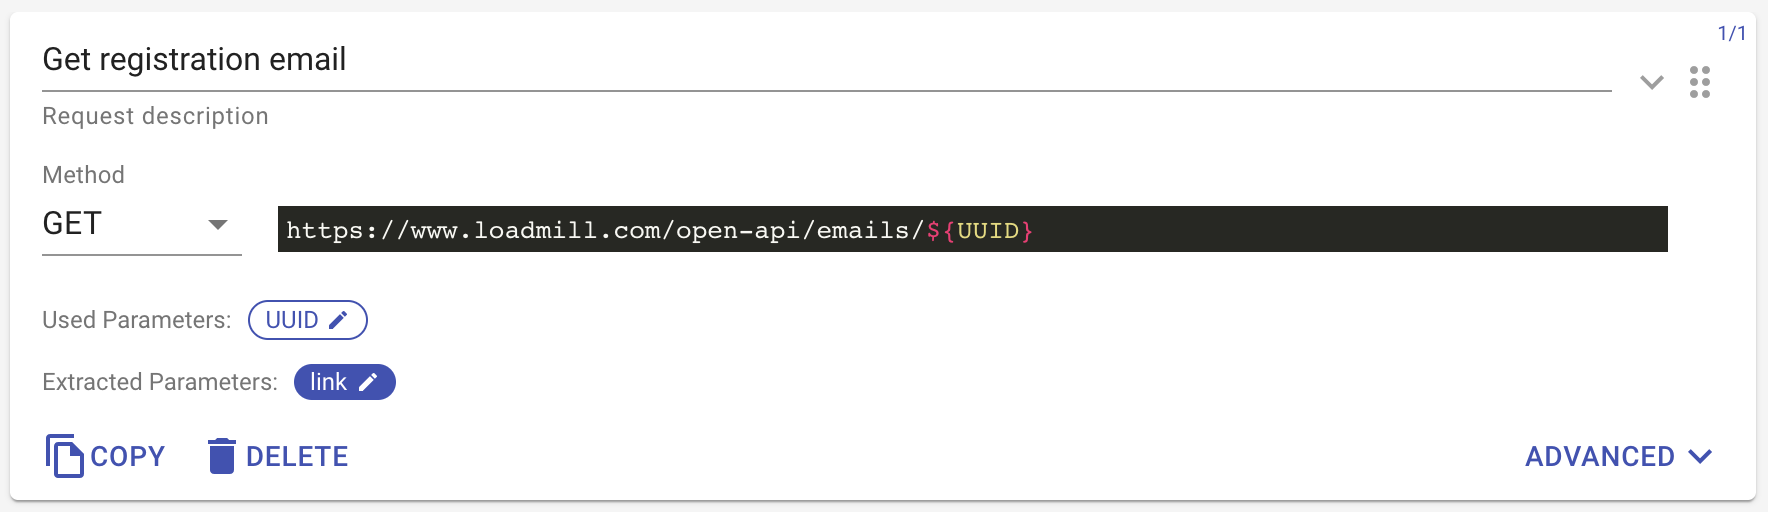 1/1
Get registration email
Request description
Method
GET
https://www.loadmill.com/open-api/emails/${UUID}
Used Parameters: UUID
Extracted Parameters: link
COPY DELETE ADVANCED